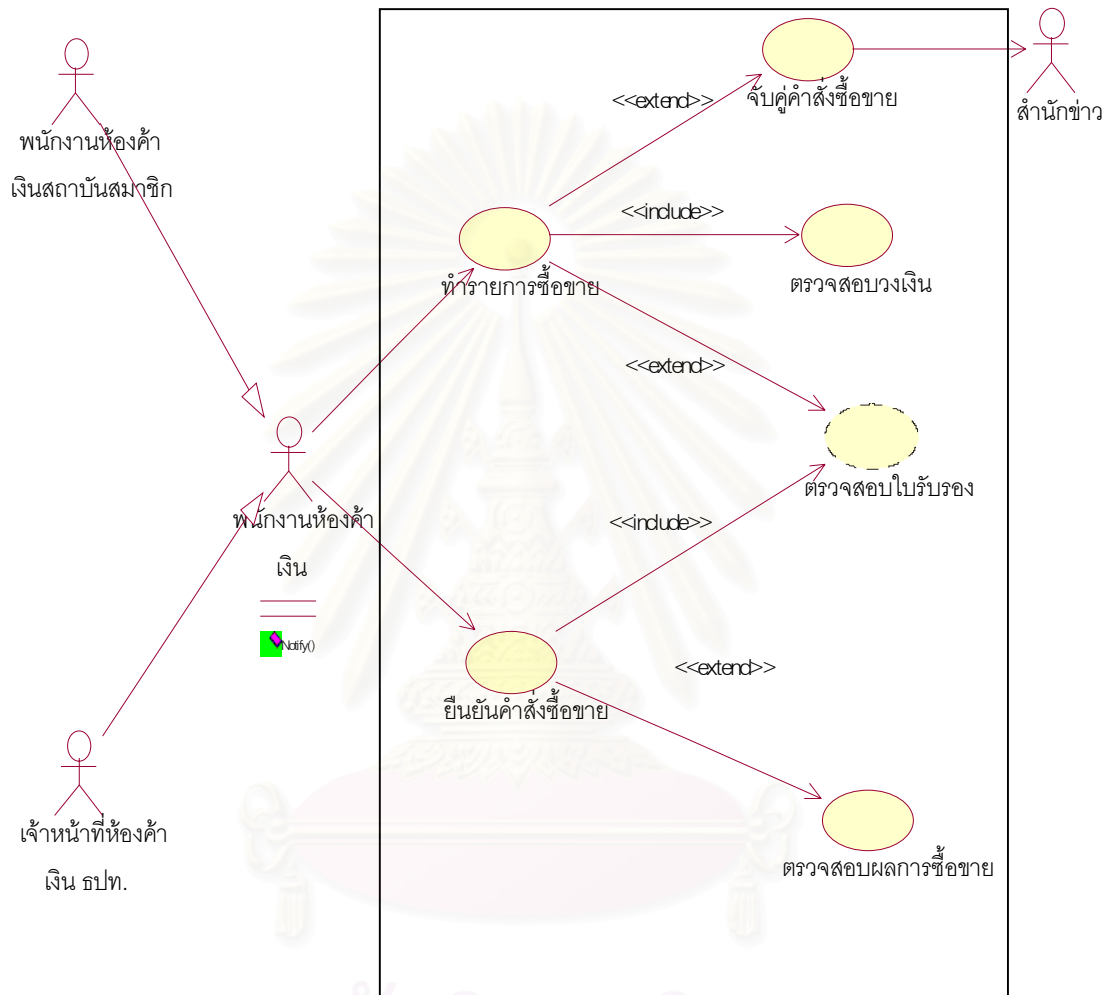 <<extend>>
จับคู่คำสั่งซื้อขาย
สำนักข่าว
พนักงานห้องค้า
เงินสถาบันสมาชิก
<<include>>
ทำรายการซื้อขาย
ตรวจสอบวงเงิน
<<extend>>
ตรวจสอบใบรับรอง
พนักงานห้องค้า
เงิน
<<include>>
Notify()
<<extend>>
ยืนยันคำสั่งซื้อขาย
เจ้าหน้าที่ห้องค้า
เงิน ธปท.
ตรวจสอบผลการซื้อขาย